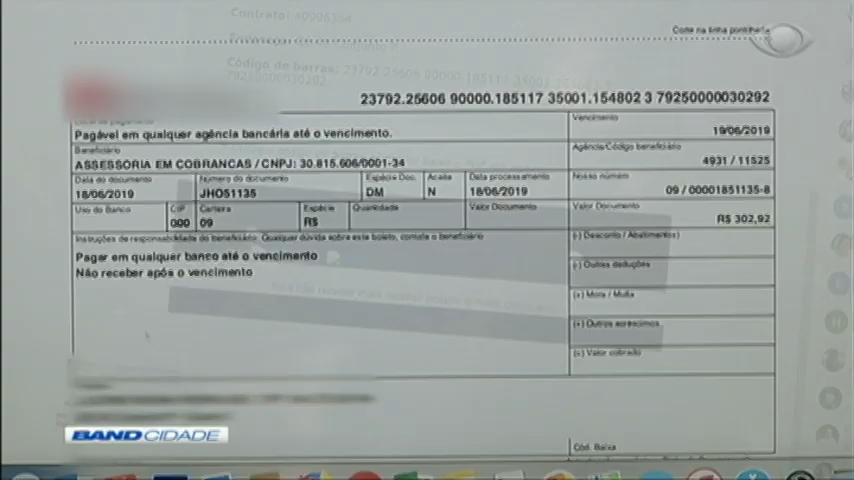 Contrato: 40996364
Corte na linha pontilhada
Código de barras: 23792.25606 90000.185117 35001
79250000030292
23792.25606 90000.185117 35001.154802 3 79250000030292
Local de pagamento
Pagável em qualquer agência bancária até o vencimento.
Vencimento
19/06/2019
Beneficiário
ASSESSORIA EM COBRANCAS / CNPJ: 30.815.606/0001-34
Agência/Código beneficiário
4931 / 11525
Data do documento
18/06/2019
Número do documento
JHO51135
Espécie Doc.
DM
Aceite
N
Data processamento
18/06/2019
Nosso número
09 / 00001851135-8
Uso do Banco
CIP
000
Carteira
09
Espécie
R$
Quantidade
Valor Documento
Valor Documento
R$ 302,92
Instruções de responsabilidade do beneficiário. Qualquer dúvida sobre este boleto, contate o beneficiário
Pagar em qualquer banco até o vencimento
Não receber após o vencimento
(-) Desconto / Abatimentos)
(-) Outras deduções
(+) Mora / Multa
(+) Outros acréscimos
(=) Valor cobrado
BAND CIDADE
Cód. Baixa